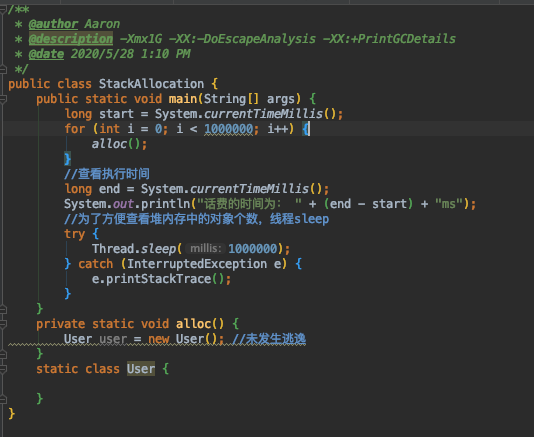 /**
 * @author Aaron
 * @description -Xmx1G -XX:-DoEscapeAnalysis -XX:+PrintGCDetails
 * @date 2020/5/28 1:10 PM
 */
public class StackAllocation {
    public static void main(String[] args) {
        long start = System.currentTimeMillis();
        for (int i = 0; i < 1000000; i++) {
            alloc();
        }
        //查看执行时间
        long end = System.currentTimeMillis();
        System.out.println("话费的时间为: " + (end - start) + "ms");
        //为了方便查看堆内存中的对象个数，线程sleep
        try {
            Thread.sleep( millis: 1000000);
        } catch (InterruptedException e) {
            e.printStackTrace();
        }
    }
    private static void alloc() {
        User user = new User(); //未发生逃逸
    }
    static class User {
    }
}